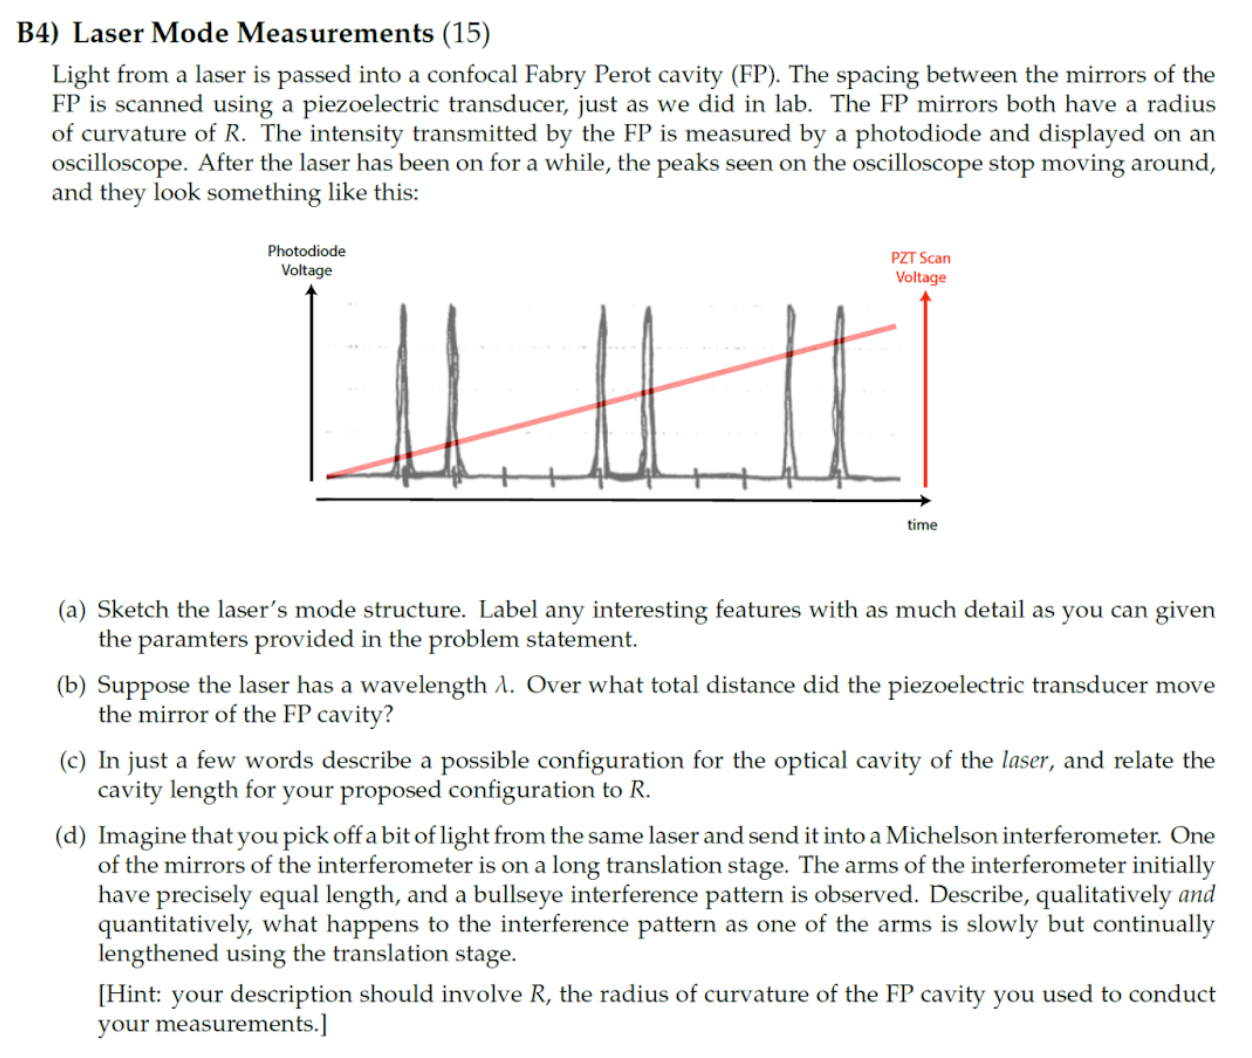 B4) Laser Mode Measurements (15)
Light from a laser is passed into a confocal Fabry Perot cavity (FP). The spacing between the mirrors of the
FP is scanned using a piezoelectric transducer, just as we did in lab. The FP mirrors both have a radius
of curvature of R. The intensity transmitted by the FP is measured by a photodiode and displayed on an
oscilloscope. After the laser has been on for a while, the peaks seen on the oscilloscope stop moving around,
and they look something like this:
Photodiode
Voltage
PZT Scan
Voltage
time
(a) Sketch the laser's mode structure. Label any interesting features with as much detail as you can given
the paramters provided in the problem statement.
(b) Suppose the laser has a wavelength λ. Over what total distance did the piezoelectric transducer move
the mirror of the FP cavity?
(c) In just a few words describe a possible configuration for the optical cavity of the laser, and relate the
cavity length for your proposed configuration to R.
(d) Imagine that you pick off a bit of light from the same laser and send it into a Michelson interferometer. One
of the mirrors of the interferometer is on a long translation stage. The arms of the interferometer initially
have precisely equal length, and a bullseye interference pattern is observed. Describe, qualitatively and
quantitatively, what happens to the interference pattern as one of the arms is slowly but continually
lengthened using the translation stage.
[Hint: your description should involve R, the radius of curvature of the FP cavity you used to conduct
your measurements.]